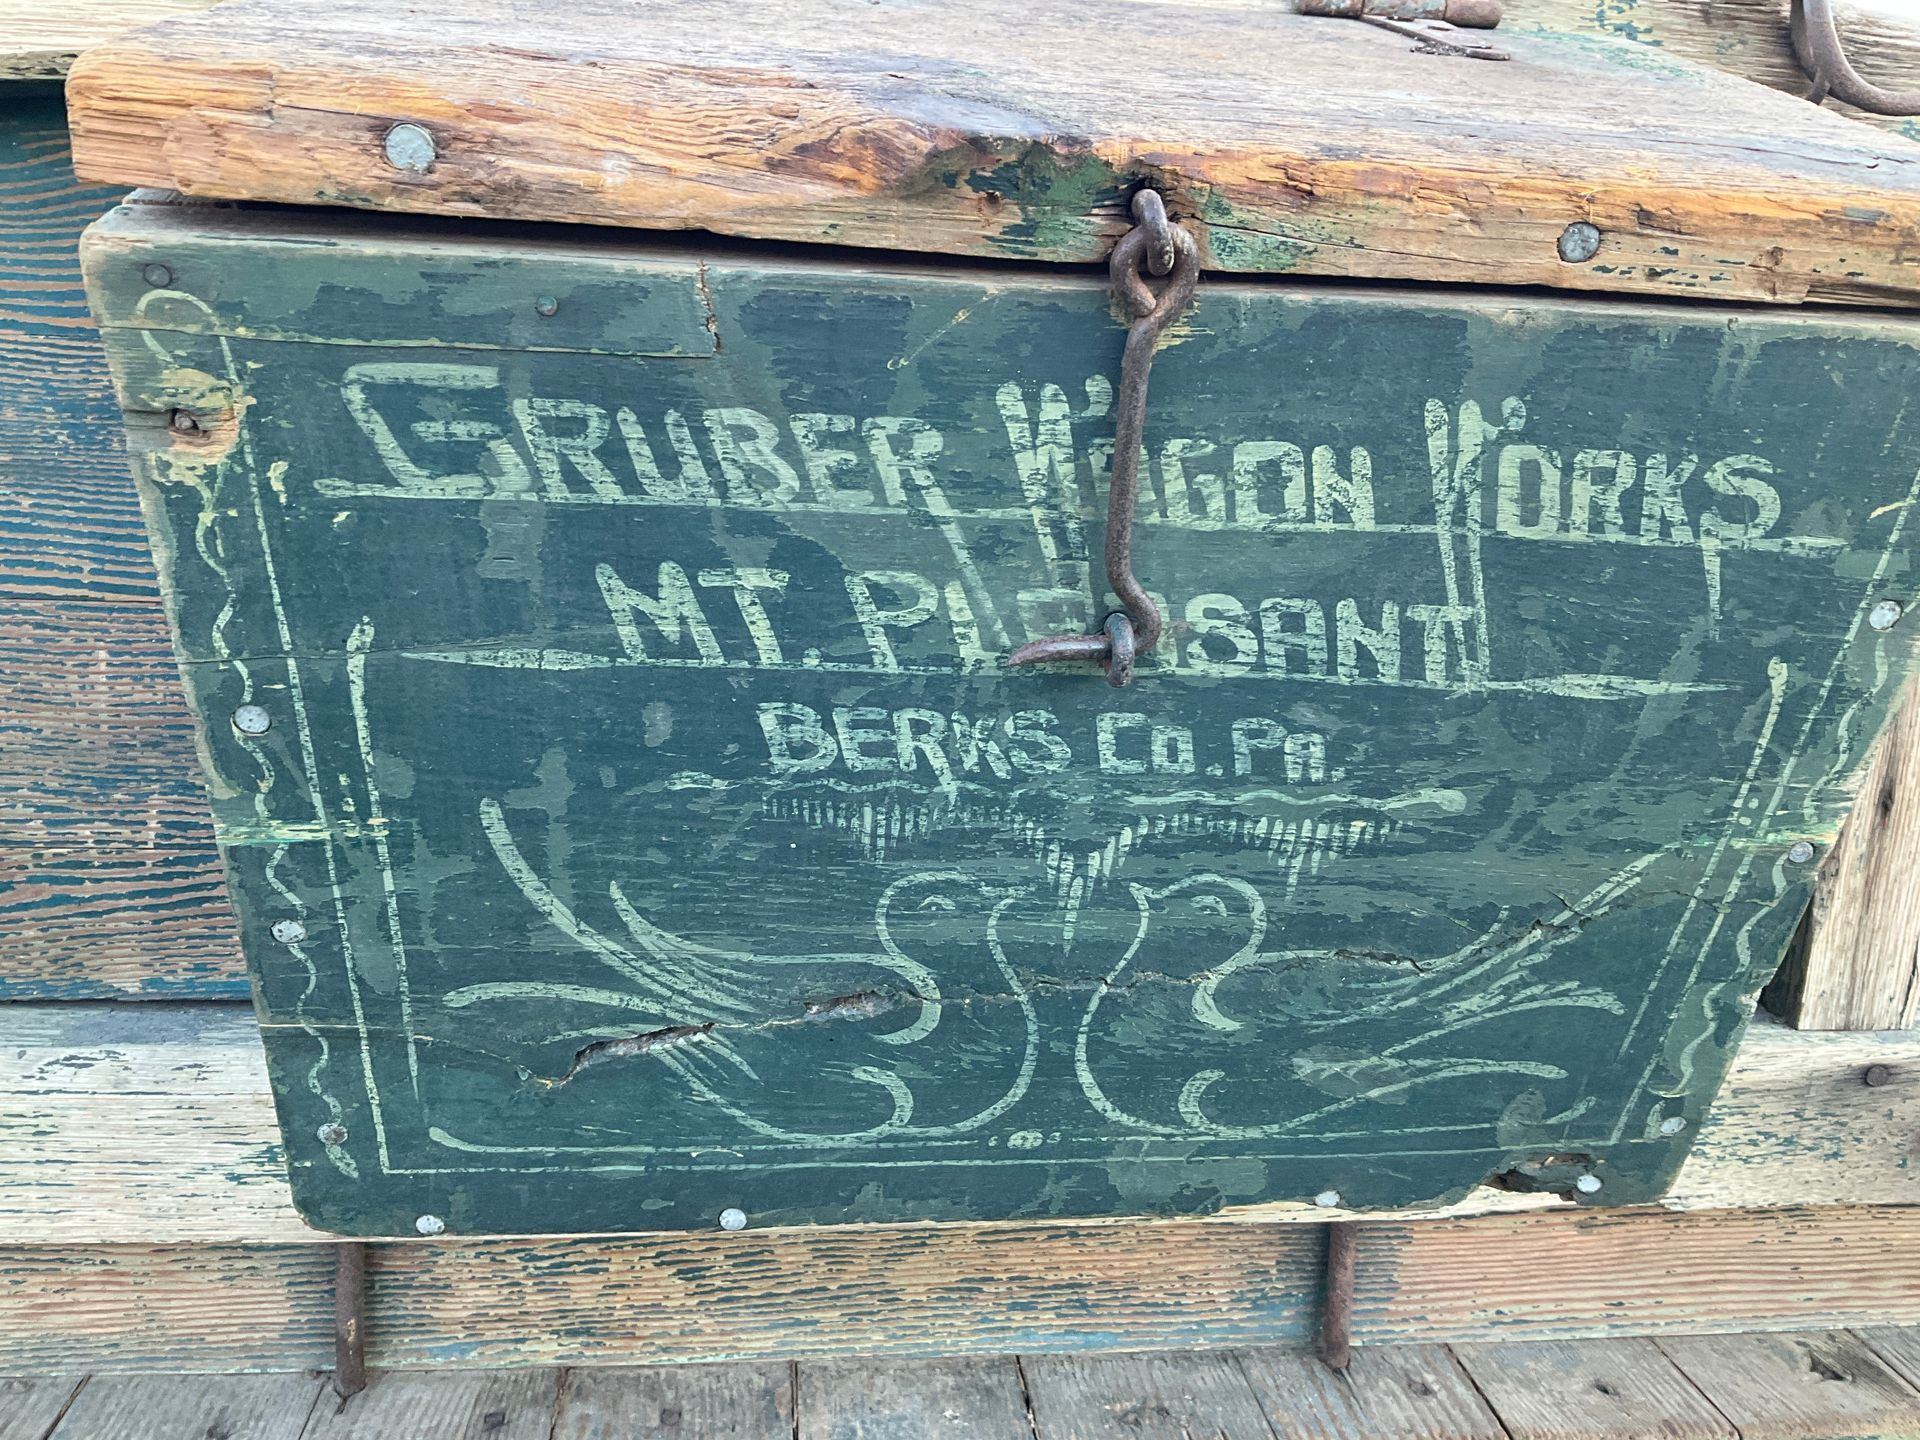 GRUBER WAGON WORKS
MT. PLEASANT
BERKS CO. PA.